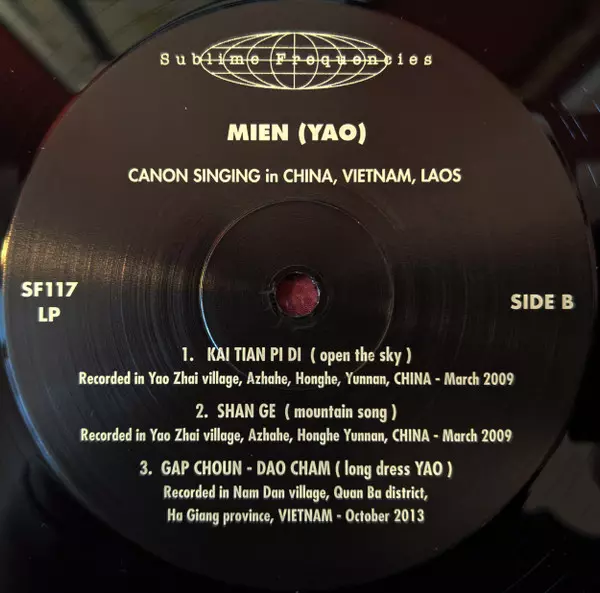 Sublime Frequencies
MIEN (YAO)
CANON SINGING in CHINA, VIETNAM, LAOS
SF117
LP
SIDE B
1. KAI TIAN PI DI ( open the sky )
Recorded in Yao Zhai village, Azhahe, Honghe, Yunnan, CHINA - March 2009
2. SHAN GE ( mountain song )
Recorded in Yao Zhai village, Azhahe, Honghe Yunnan, CHINA - March 2009
3. GAP CHOUN - DAO CHAM ( long dress YAO )
Recorded in Nam Dan village, Quan Ba district,
Ha Giang province, VIETNAM - October 2013